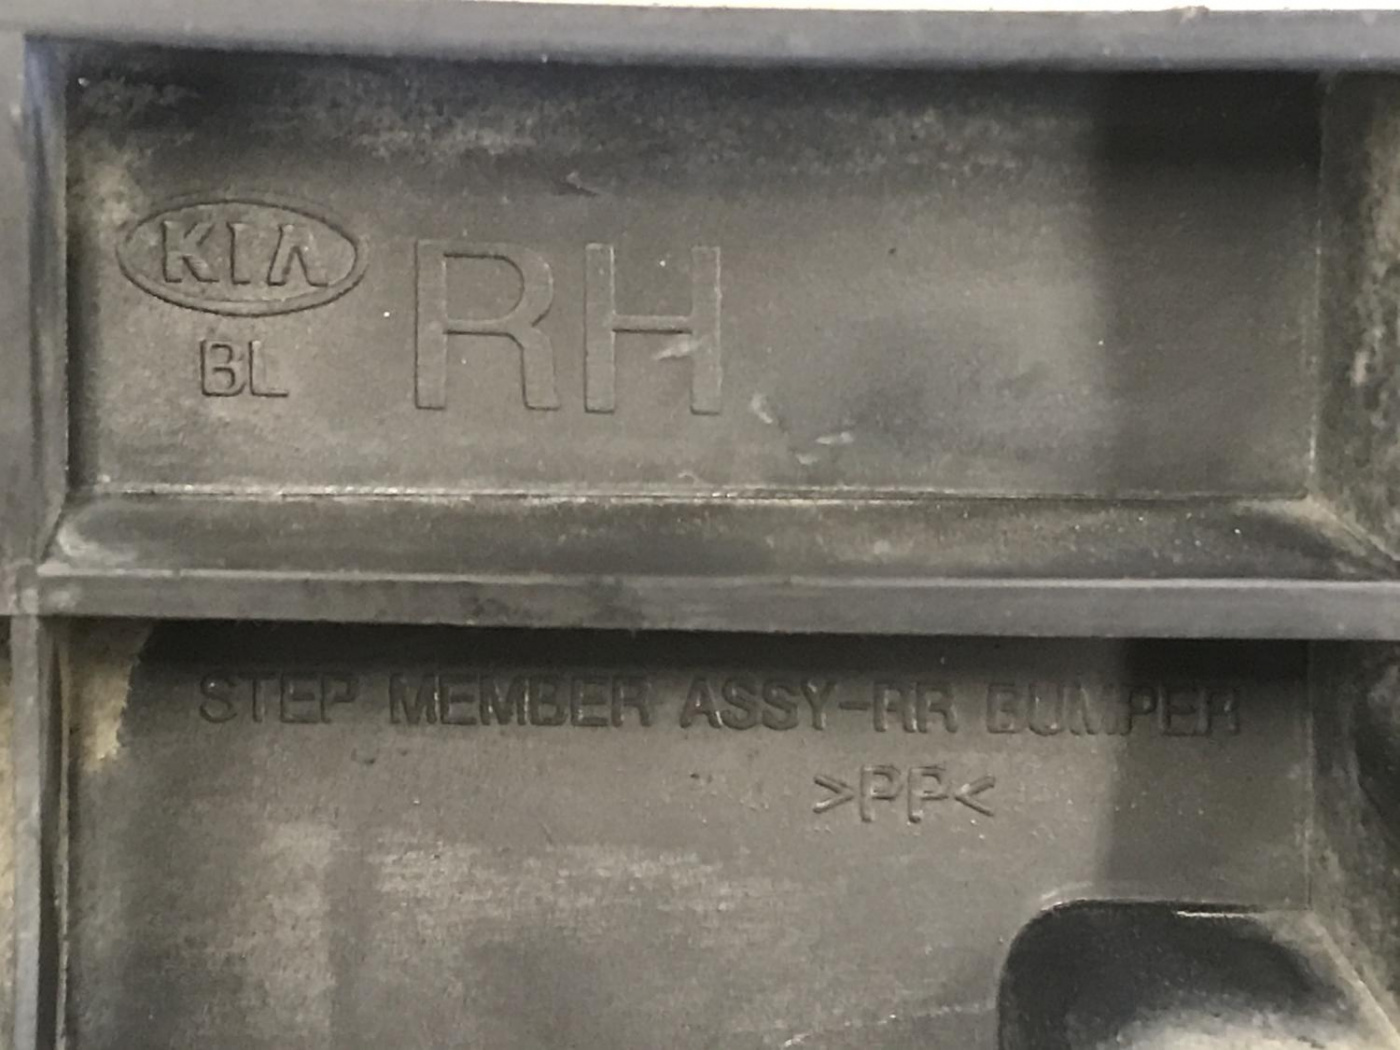 KIA
BL
RH
STEP MEMBER ASSY-RR BUMPER
>PP<